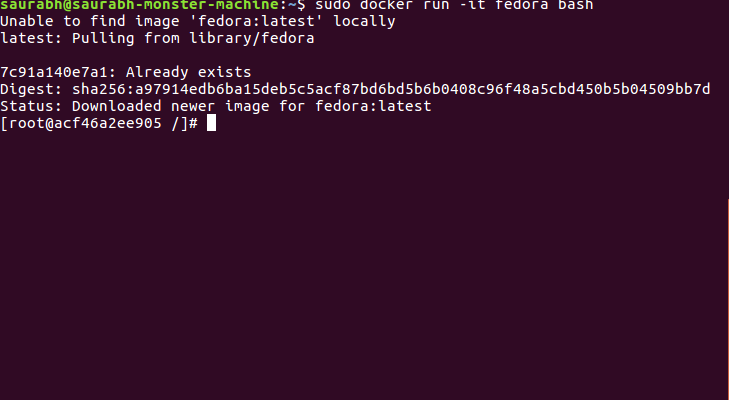 saurabh@saurabh-monster-machine:~$ sudo docker run -it fedora bash
Unable to find image 'fedora:latest' locally
latest: Pulling from library/fedora
7c91a140e7a1: Already exists
Digest: sha256:a97914edb6ba15deb5c5acf87bd6bd5b6b0408c96f48a5cbd450b5b04509bb7d
Status: Downloaded newer image for fedora:latest
[root@acf46a2ee905 /]#